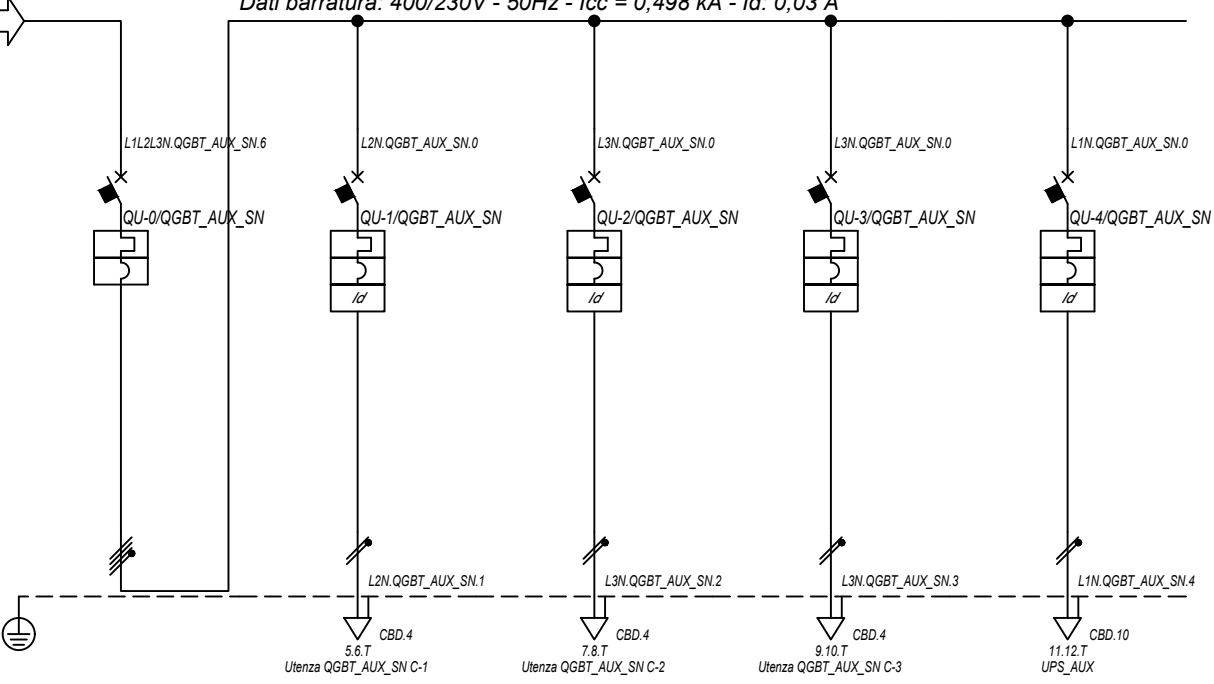 Dati barratura: 400/230V - 50Hz - Icc = 0,498 kA - Id: 0,03 A
L1L2L3N.QGBT_AUX_SN.6
L2N.QGBT_AUX_SN.0
L3N.QGBT_AUX_SN.0
L3N.QGBT_AUX_SN.0
L1N.QGBT_AUX_SN.0
QU-0/QGBT_AUX_SN
QU-1/QGBT_AUX_SN
QU-2/QGBT_AUX_SN
QU-3/QGBT_AUX_SN
QU-4/QGBT_AUX_SN
Id
Id
Id
Id
L2N.QGBT_AUX_SN.1
L3N.QGBT_AUX_SN.2
L3N.QGBT_AUX_SN.3
L1N.QGBT_AUX_SN.4
CBD.4
CBD.4
CBD.4
CBD.10
5.6.T
7.8.T
9.10.T
11.12.T
Utenza QGBT_AUX_SN C-1
Utenza QGBT_AUX_SN C-2
Utenza QGBT_AUX_SN C-3
UPS_AUX